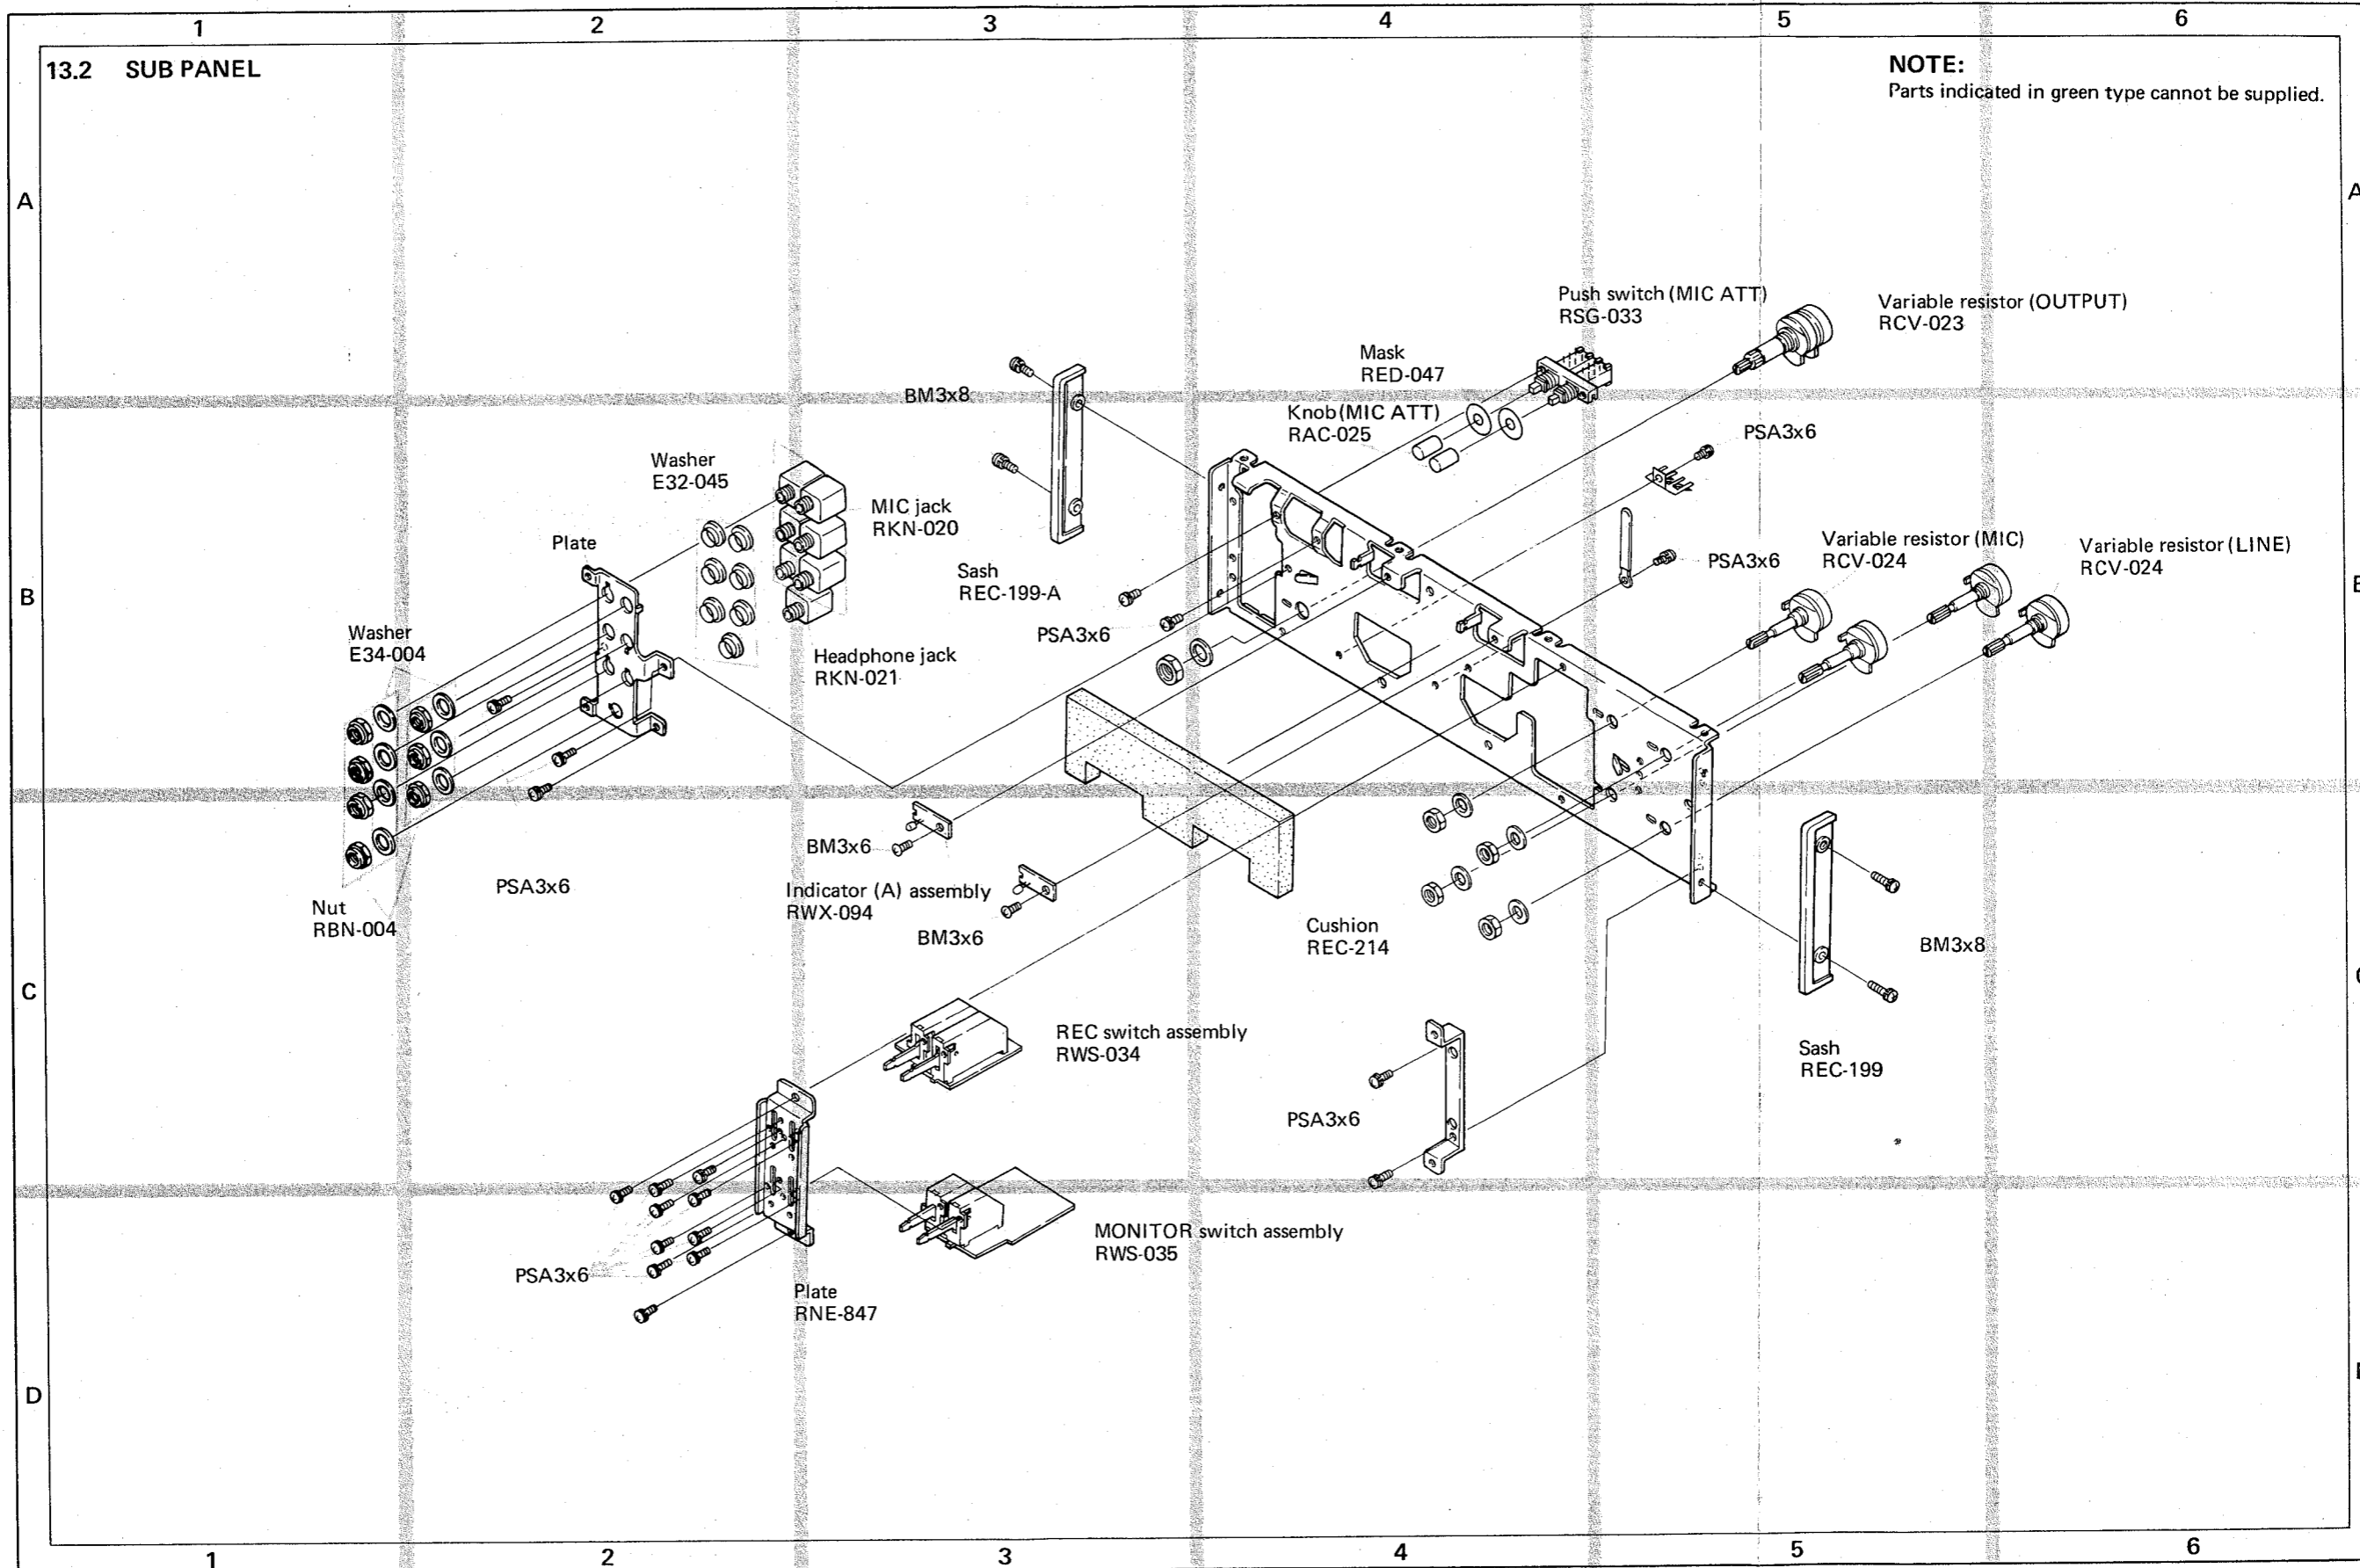 1 2 3 4 5 6
13.2 SUB PANEL
NOTE:
Parts indicated in green type cannot be supplied.
A
A
Push switch (MIC ATT)
RSG-033
Variable resistor (OUTPUT)
RCV-023
Mask
RED-047
BM3x8
Knob (MIC ATT)
RAC-025
PSA3x6
Washer
E32-045
MIC jack
RKN-020
Plate
Variable resistor (MIC)
RCV-024
Variable resistor (LINE)
RCV-024
PSA3x6
Sash
REC-199-A
B
PSA3x6
Washer
E34-004
Headphone jack
RKN-021
BM3x6
PSA3x6
Indicator (A) assembly
RWX-094
Nut
RBN-004
BM3x6
Cushion
REC-214
BM3x8
C
REC switch assembly
RWS-034
Sash
REC-199
PSA3x6
MONITOR switch assembly
RWS-035
PSA3x6
Plate
RNE-847
D
1 2 3 4 5 6